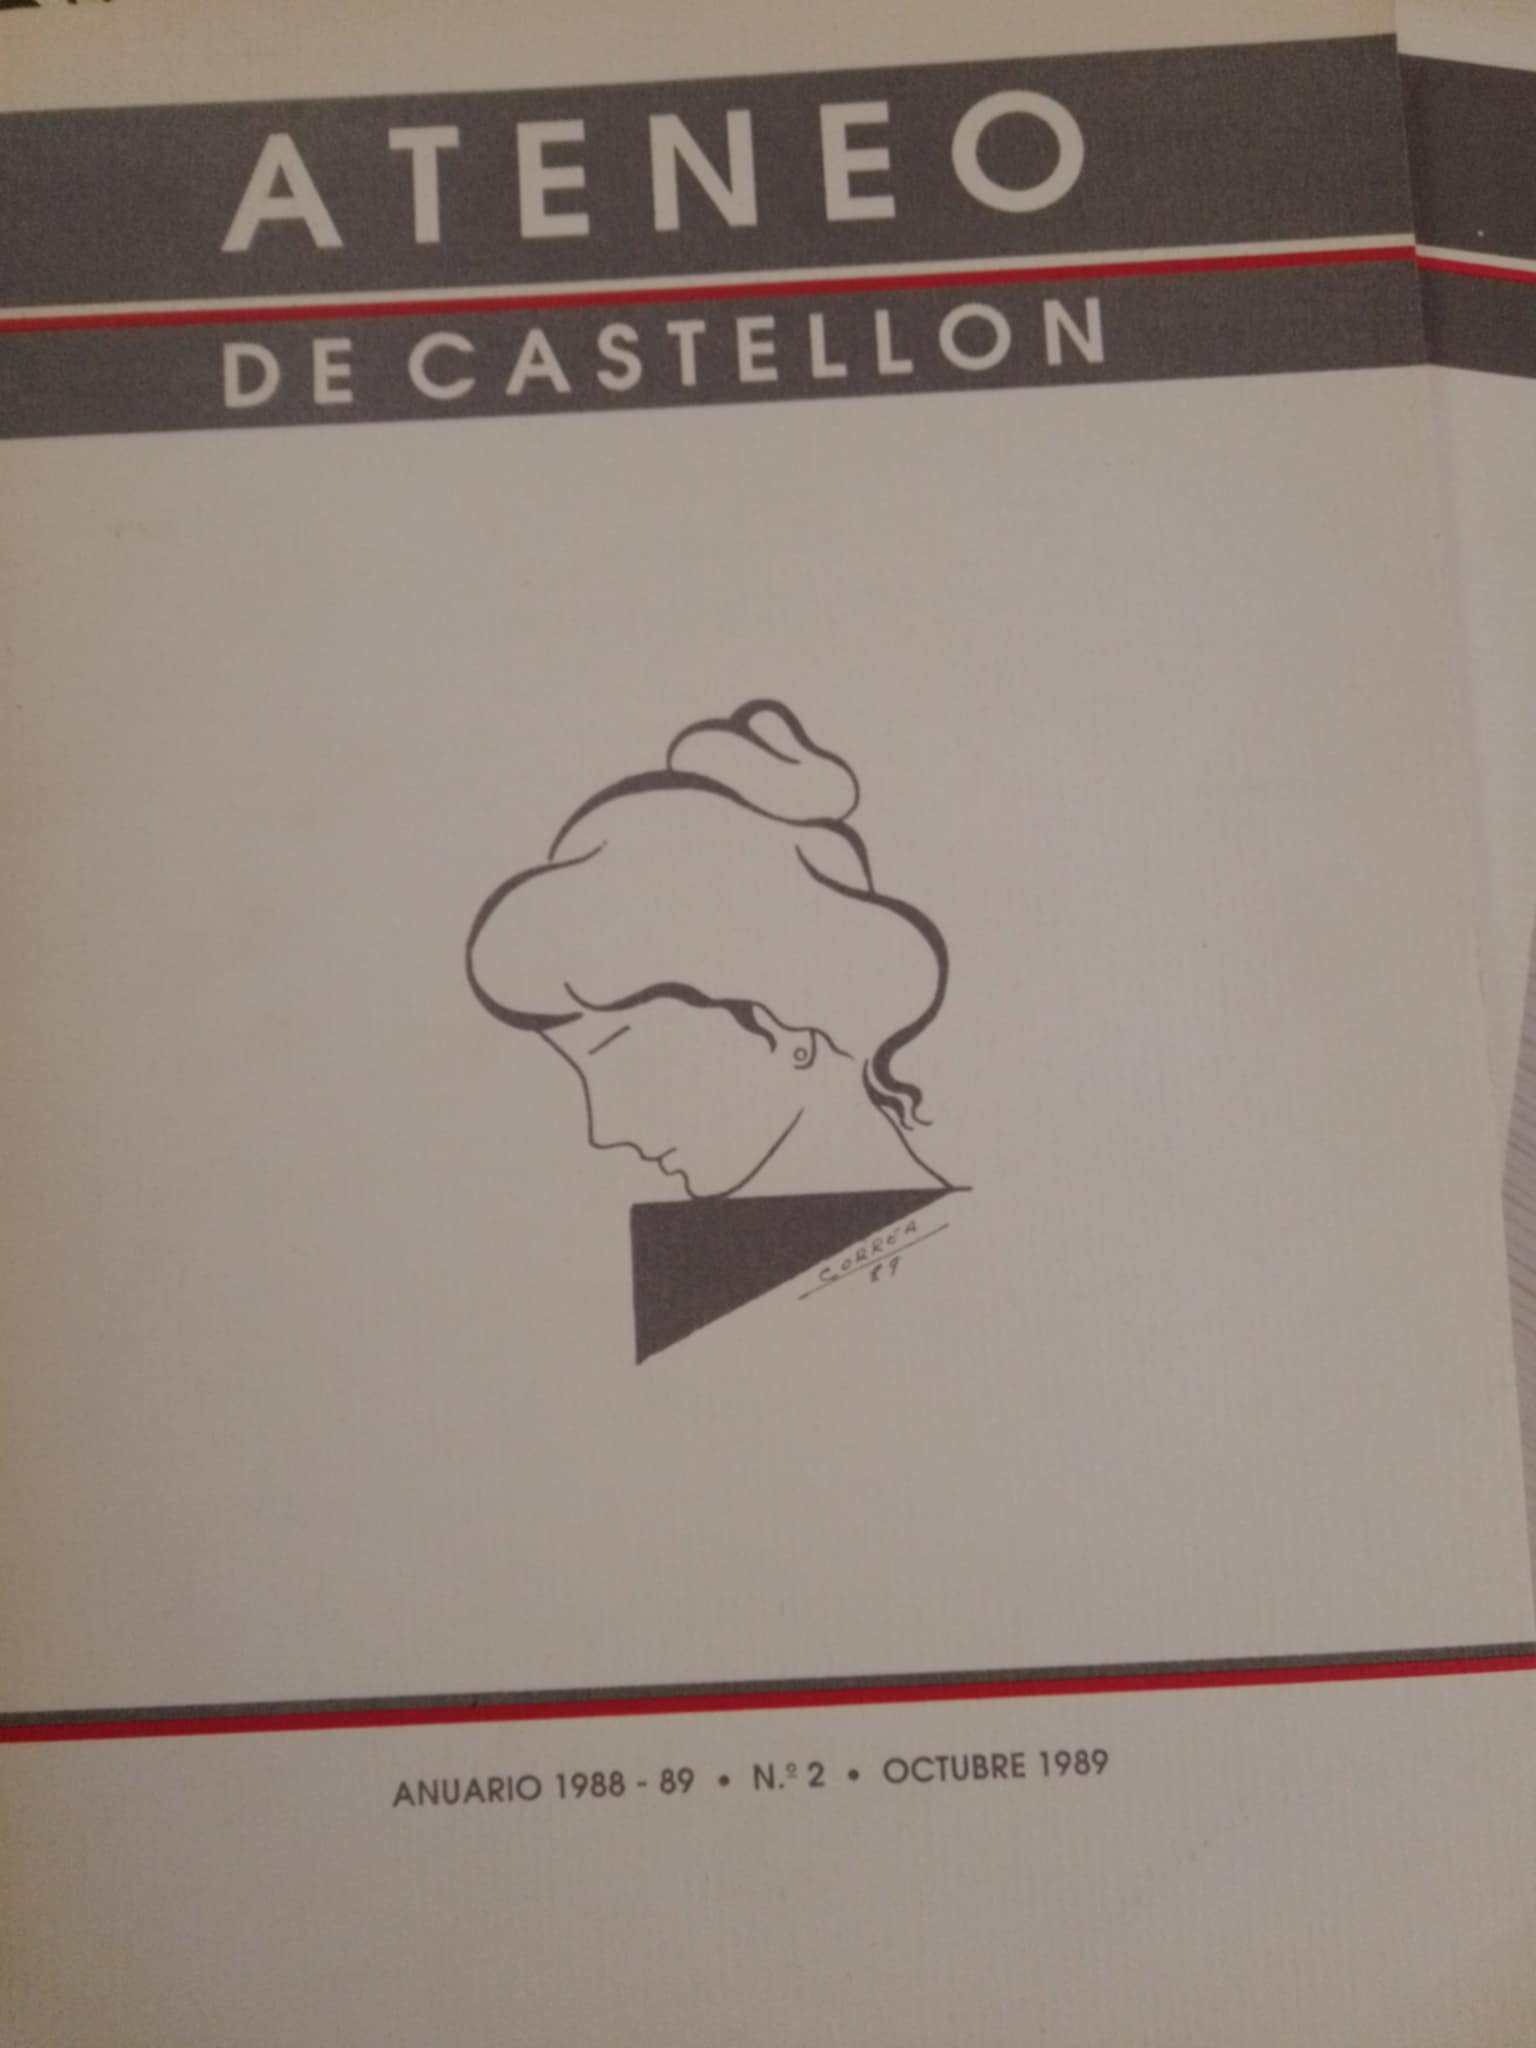 ATENEO
DE CASTELLON
CORREA
89
ANUARIO 1988 - 89 • N.º 2 • OCTUBRE 1989